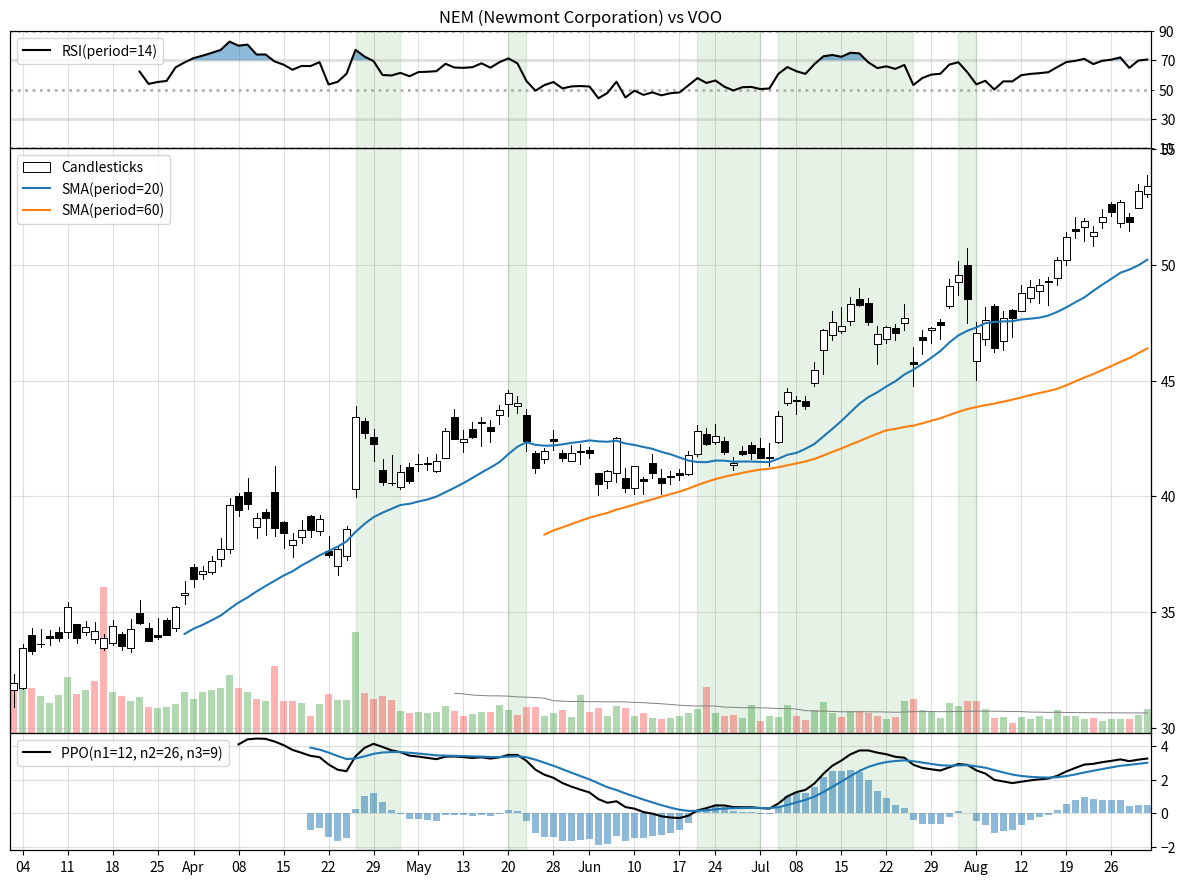 NEM (Newmont Corporation) vs VOO
RSI(period=14)
90
70
50
30
10
Candlesticks
SMA(period=20)
SMA(period=60)
55
50
45
40
35
30
PPO(n1=12, n2=26, n3=9)
4
2
0
−2
04 11 18 25 Apr 08 15 22 29 May 13 20 28 Jun 10 17 24 Jul 08 15 22 29 Aug 12 19 26